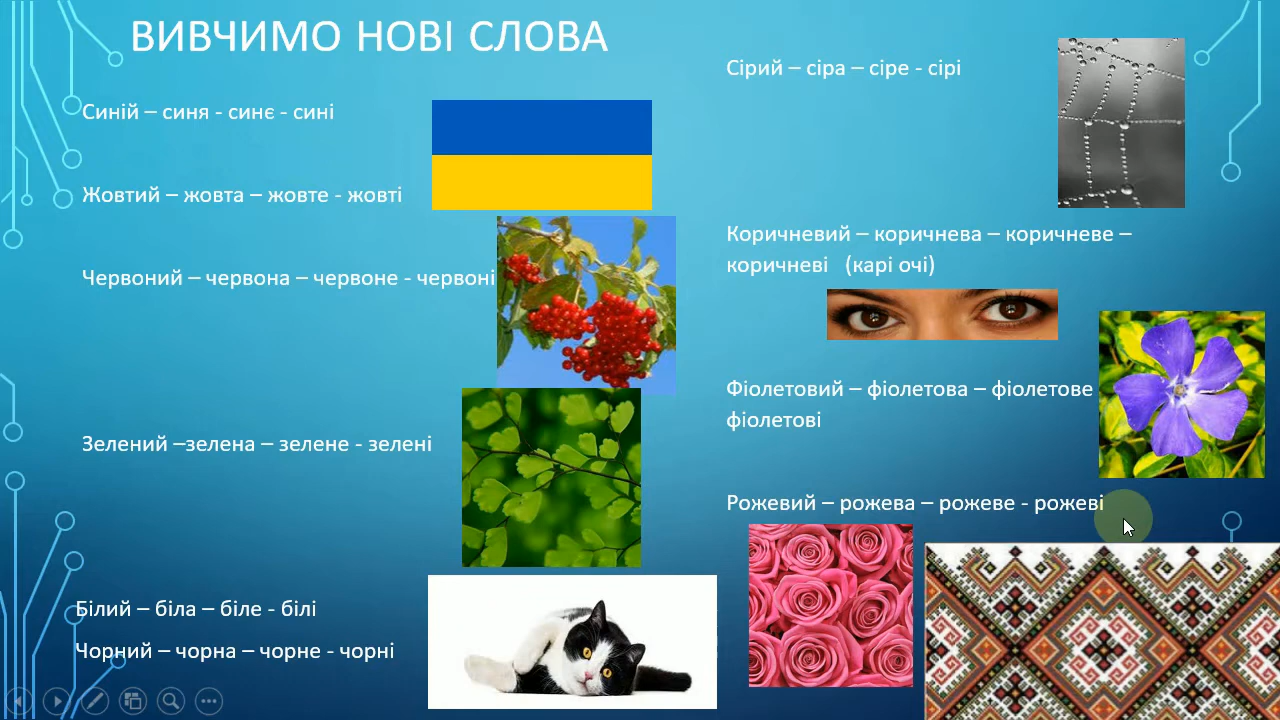 ВИВЧИМО НОВІ СЛОВА
Синій – синя - синє - сині
Жовтий – жовта – жовте - жовті
Червоний – червона – червоне - червоні
Зелений –зелена – зелене - зелені
Білий – біла – біле - білі
Чорний – чорна – чорне - чорні
Сірий – сіра – сіре - сірі
Коричневий – коричнева – коричневе –
коричневі (карі очі)
Фіолетовий – фіолетова – фіолетове
фіолетові
Рожевий – рожева – рожеве - рожеві